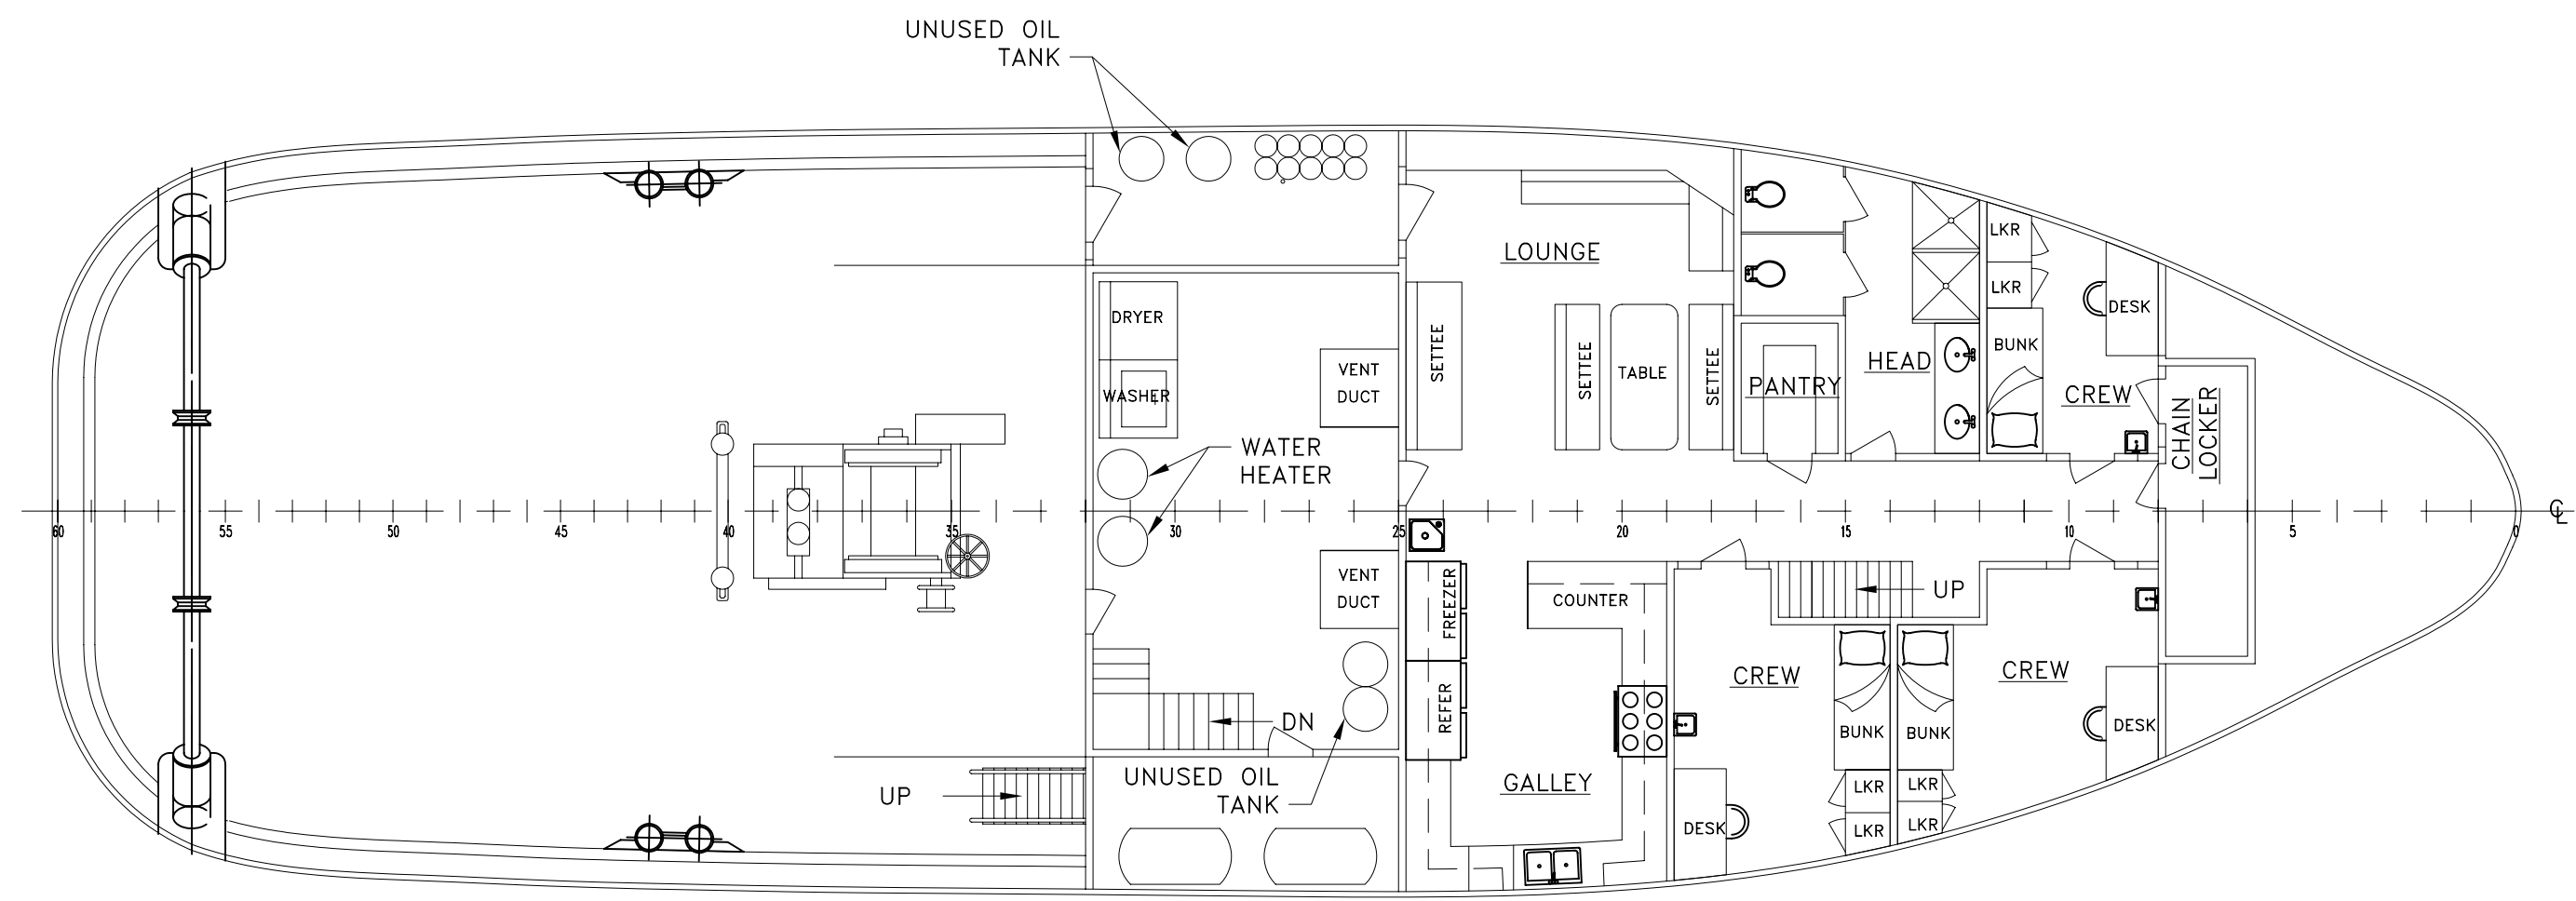 UNUSED OIL
TANK
LOUNGE
LKR
LKR
DESK
DRYER
WASHER
VENT
DUCT
SETTEE
SETTEE
TABLE
SETTEE
PANTRY
HEAD
BUNK
CREW
CHAIN
LOCKER
WATER
HEATER
60
55
50
45
40
35
30
25
20
15
10
5
0
CL
VENT
DUCT
FREEZER
COUNTER
UP
REFER
CREW
CREW
DN
BUNK
BUNK
DESK
UNUSED OIL
TANK
UP
GALLEY
LKR
LKR
DESK
LKR
LKR